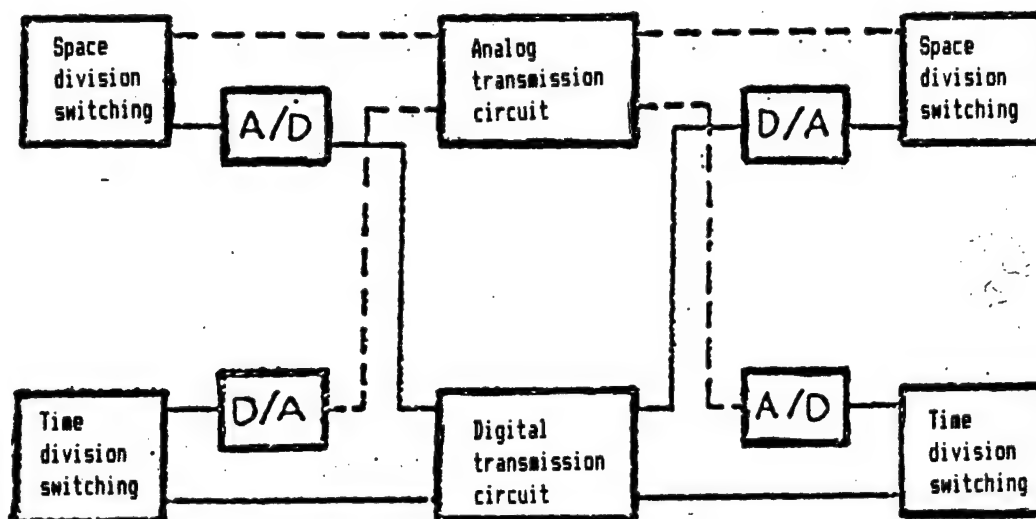 Space
division
switching
Analog
transmission
circuit
Space
division
switching
A/D
D/A
D/A
A/D
Time
division
switching
Digital
transmission
circuit
Time
division
switching